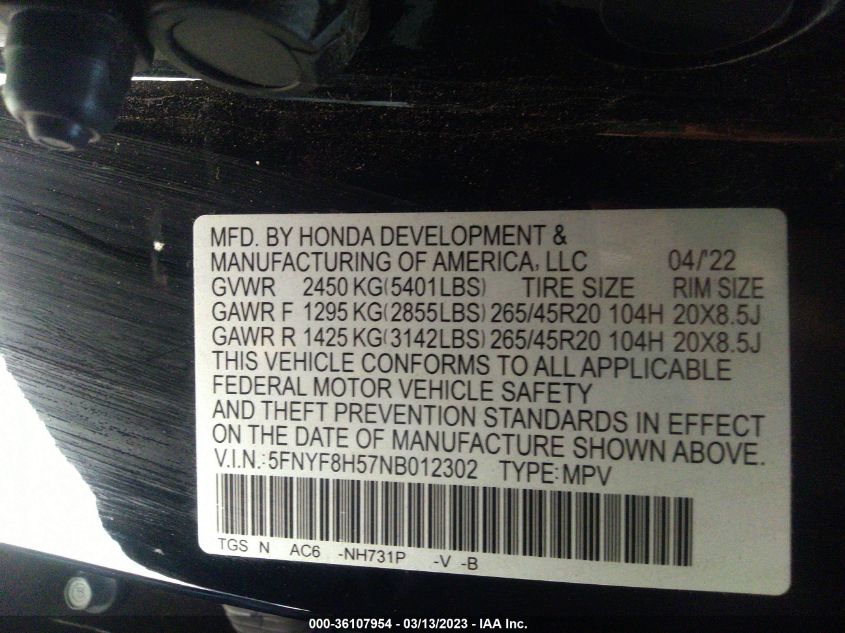 MFD. BY HONDA DEVELOPMENT &
MANUFACTURING OF AMERICA, LLC 04/'22
GVWR 2450 KG(5401LBS) TIRE SIZE RIM SIZE
GAWR F 1295 KG(2855LBS) 265/45R20 104H 20X8.5J
GAWR R 1425 KG(3142LBS) 265/45R20 104H 20X8.5J
THIS VEHICLE CONFORMS TO ALL APPLICABLE
FEDERAL MOTOR VEHICLE SAFETY
AND THEFT PREVENTION STANDARDS IN EFFECT
ON THE DATE OF MANUFACTURE SHOWN ABOVE.
V.I.N.: 5FNYF8H57NB012302 TYPE: MPV
TGS N AC6 -NH731P -V -B
000-36107954 - 03/13/2023 - IAA Inc.